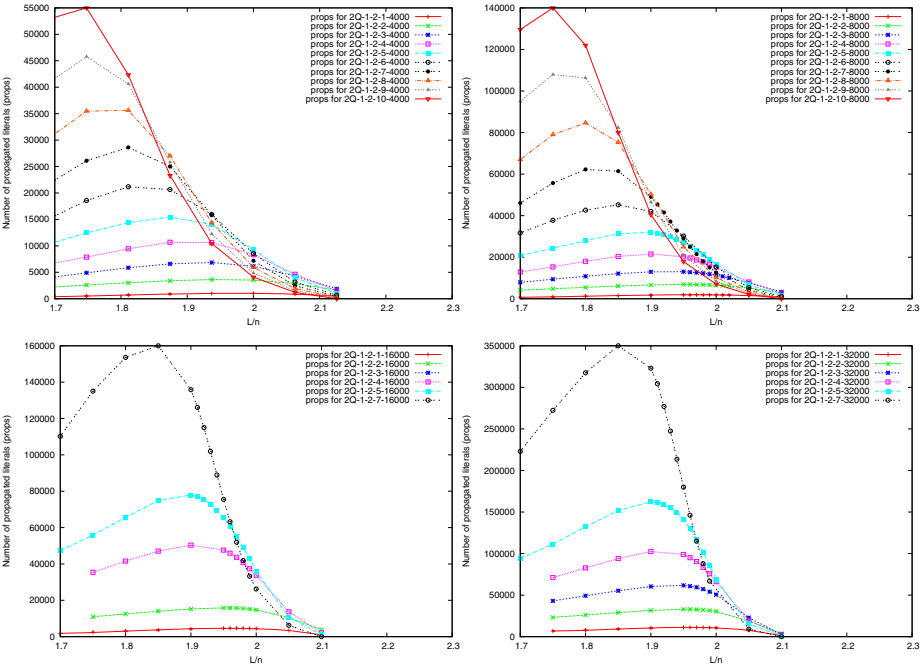 60000
55000
50000
45000
40000
35000
30000
25000
20000
15000
10000
5000
0
Number of propagated literals (props)
1.7 1.8 1.9 2 2.1 2.2 2.3
L/n
props for 2Q-1-2-1-4000
props for 2Q-1-2-2-4000
props for 2Q-1-2-3-4000
props for 2Q-1-2-4-4000
props for 2Q-1-2-5-4000
props for 2Q-1-2-6-4000
props for 2Q-1-2-7-4000
props for 2Q-1-2-8-4000
props for 2Q-1-2-9-4000
props for 2Q-1-2-10-4000
140000
120000
100000
80000
60000
40000
20000
0
Number of propagated literals (props)
1.7 1.8 1.9 2 2.1 2.2 2.3
L/n
props for 2Q-1-2-1-8000
props for 2Q-1-2-2-8000
props for 2Q-1-2-3-8000
props for 2Q-1-2-4-8000
props for 2Q-1-2-5-8000
props for 2Q-1-2-6-8000
props for 2Q-1-2-7-8000
props for 2Q-1-2-8-8000
props for 2Q-1-2-9-8000
props for 2Q-1-2-10-8000
160000
140000
120000
100000
80000
60000
40000
20000
0
Number of propagated literals (props)
1.7 1.8 1.9 2 2.1 2.2 2.3
L/n
props for 2Q-1-2-1-16000
props for 2Q-1-2-2-16000
props for 2Q-1-2-3-16000
props for 2Q-1-2-4-16000
props for 2Q-1-2-5-16000
props for 2Q-1-2-7-16000
350000
300000
250000
200000
150000
100000
50000
0
Number of propagated literals (props)
1.7 1.8 1.9 2 2.1 2.2 2.3
L/n
props for 2Q-1-2-1-32000
props for 2Q-1-2-2-32000
props for 2Q-1-2-3-32000
props for 2Q-1-2-4-32000
props for 2Q-1-2-5-32000
props for 2Q-1-2-7-32000